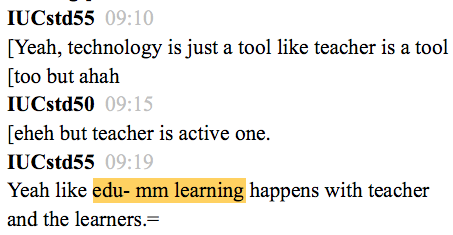 IUCstd55 09:10
[Yeah, technology is just a tool like teacher is a tool
[too but ahah
IUCstd50 09:15
[eheh but teacher is active one.
IUCstd55 09:19
Yeah like edu- mm learning happens with teacher
and the learners.=